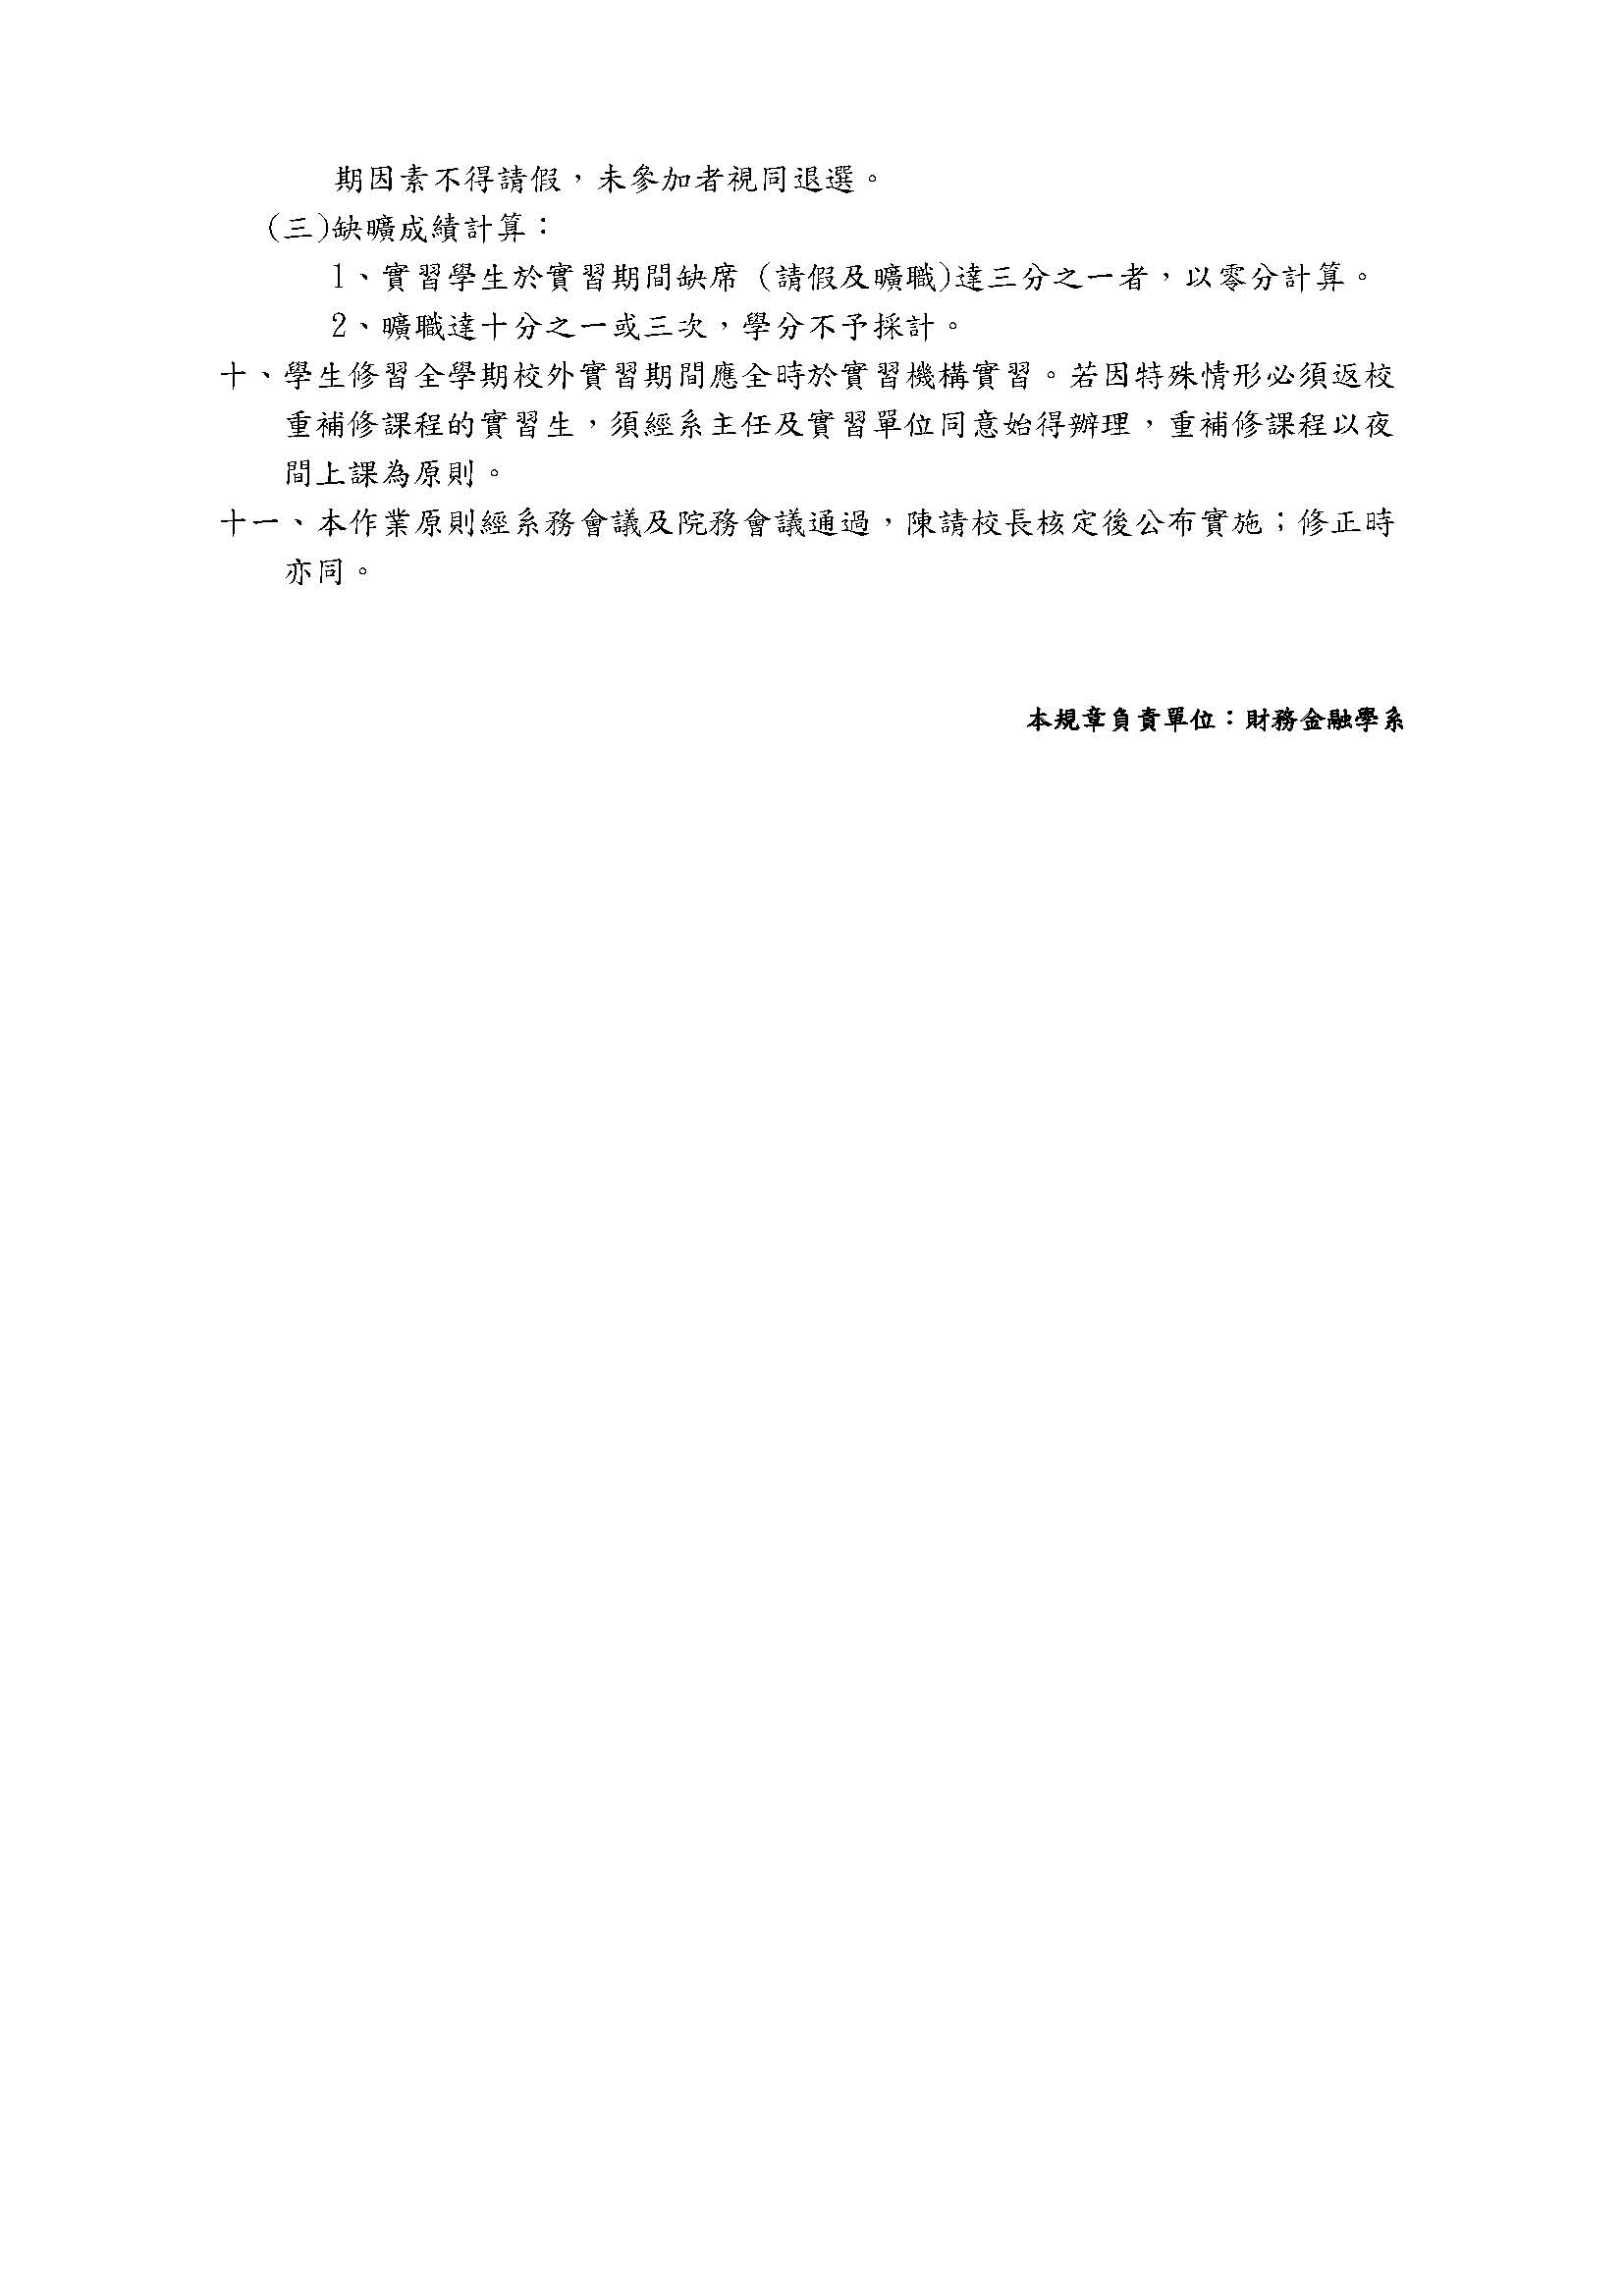 期因素不得請假，未參加者視同退選。
(三)缺曠成績計算：
1、實習學生於實習期間缺席 (請假及曠職)達三分之一者，以零分計算。
2、曠職達十分之一或三次，學分不予採計。
十、學生修習全學期校外實習期間應全時於實習機構實習。若因特殊情形必須返校
重補修課程的實習生，須經系主任及實習單位同意始得辦理，重補修課程以夜
間上課為原則。
十一、本作業原則經系務會議及院務會議通過，陳請校長核定後公布實施；修正時
亦同。
本規章負責單位：財務金融學系